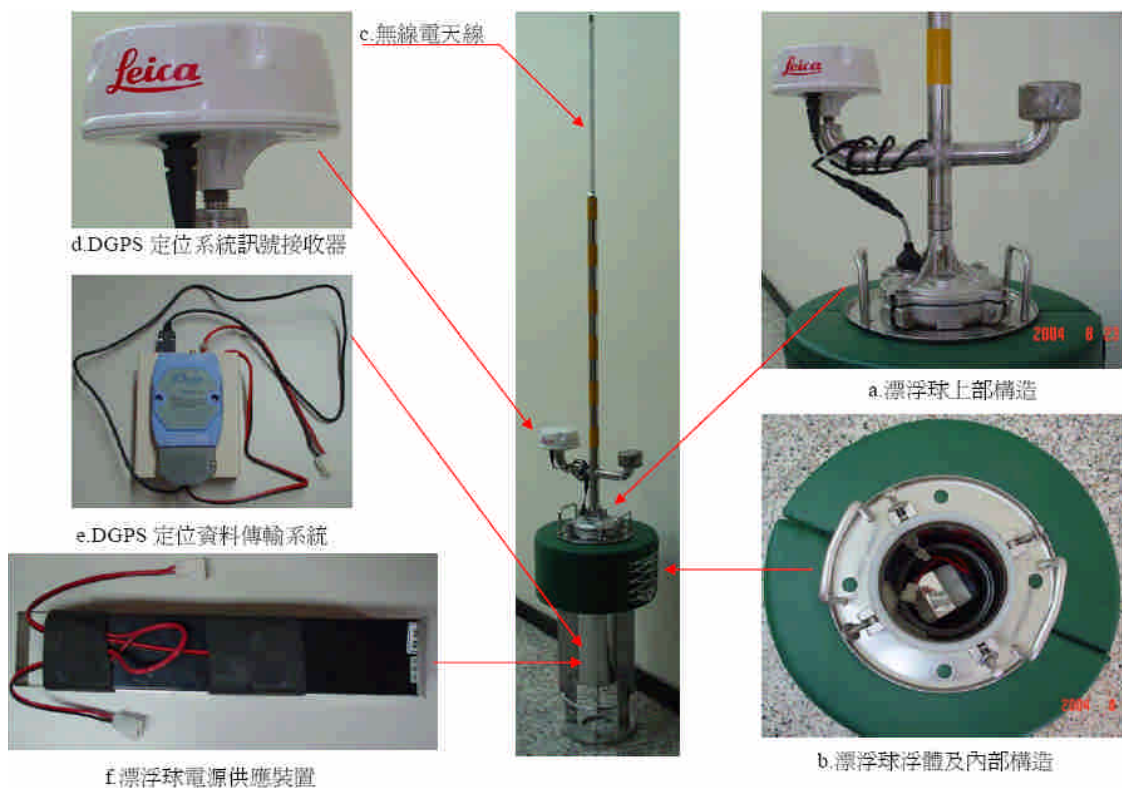 Leica
c.無線電天線
Leica
d.DGPS 定位系統訊號接收器
2004 8 23
a.漂浮球上部構造
e.DGPS 定位資料傳輸系統
2004
f.漂浮球電源供應裝置
b.漂浮球浮體及內部構造